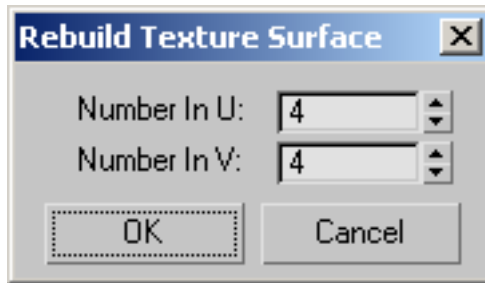 Rebuild Texture Surface
Number In U: 4
Number In V: 4
OK Cancel